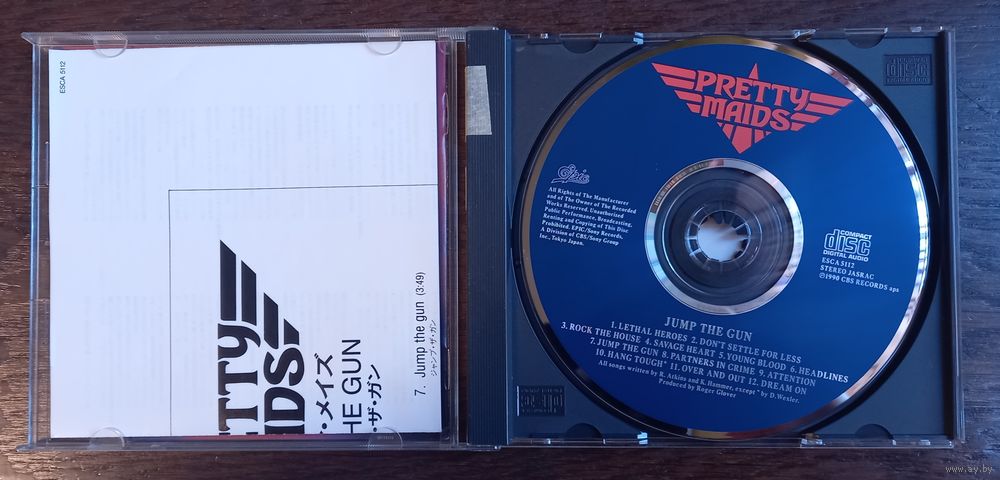 ESCA 5112
ETTY
IDS
・メイズ
HE GUN
・ザ・ガン
7. Jump the gun (3:49)
ジャンプ・ザ・ガン
PRETTY
MAIDS
Epic
All Rights of The Manufacturer
and of The Owner of The Recorded
Works Reserved. Unauthorized
Public Performance, Broadcasting,
Renting and Copying of This Disc
Prohibited. EPIC/Sony Records,
A Division of CBS/Sony Group
Inc., Tokyo Japan.
COMPACT
disc
DIGITAL AUDIO
ESCA 5112
STEREO JASRAC
℗1990 CBS RECORDS aps
JUMP THE GUN
1. LETHAL HEROES 2. DON'T SETTLE FOR LESS
3. ROCK THE HOUSE 4. SAVAGE HEART 5. YOUNG BLOOD 6. HEADLINES
7. JUMP THE GUN 8. PARTNERS IN CRIME 9. ATTENTION
10. HANG TOUGH* 11. OVER AND OUT 12. DREAM ON
All songs written by R. Atkins and K. Hammer, except * by D. Wexler.
Produced by Roger Glover
disc
disc
www.ay.by